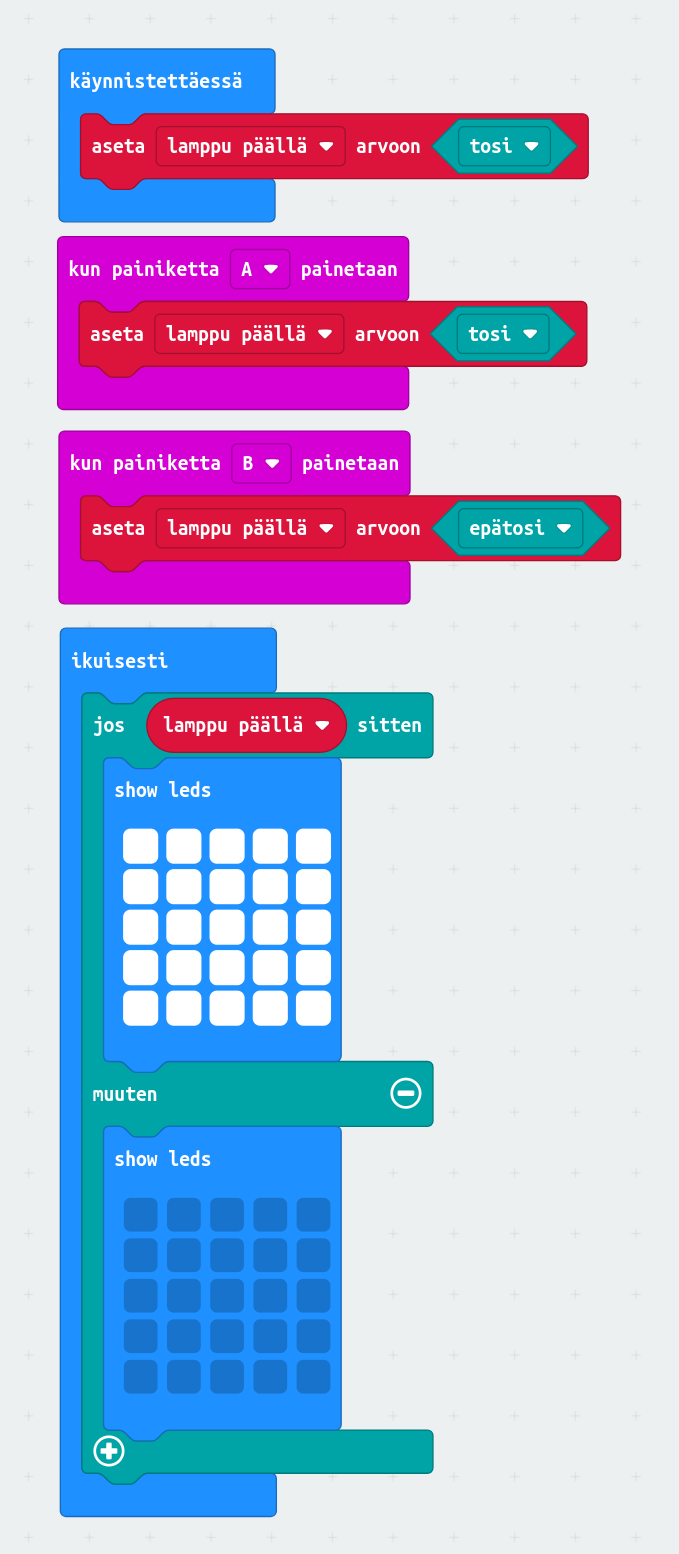 käynnistettäessä
aseta lamppu päällä arvoon tosi
kun painiketta A painetaan
aseta lamppu päällä arvoon tosi
kun painiketta B painetaan
aseta lamppu päällä arvoon epätosi
ikuisesti
jos lamppu päällä sitten
show leds
muuten
show leds